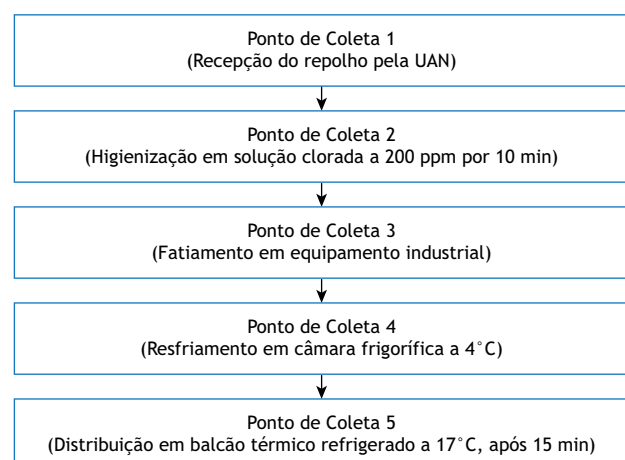 Ponto de Coleta 1
(Recepção do repolho pela UAN)
Ponto de Coleta 2
(Higienização em solução clorada a 200 ppm por 10 min)
Ponto de Coleta 3
(Fatiamento em equipamento industrial)
Ponto de Coleta 4
(Resfriamento em câmara frigorífica a 4°C)
Ponto de Coleta 5
(Distribuição em balcão térmico refrigerado a 17°C, após 15 min)